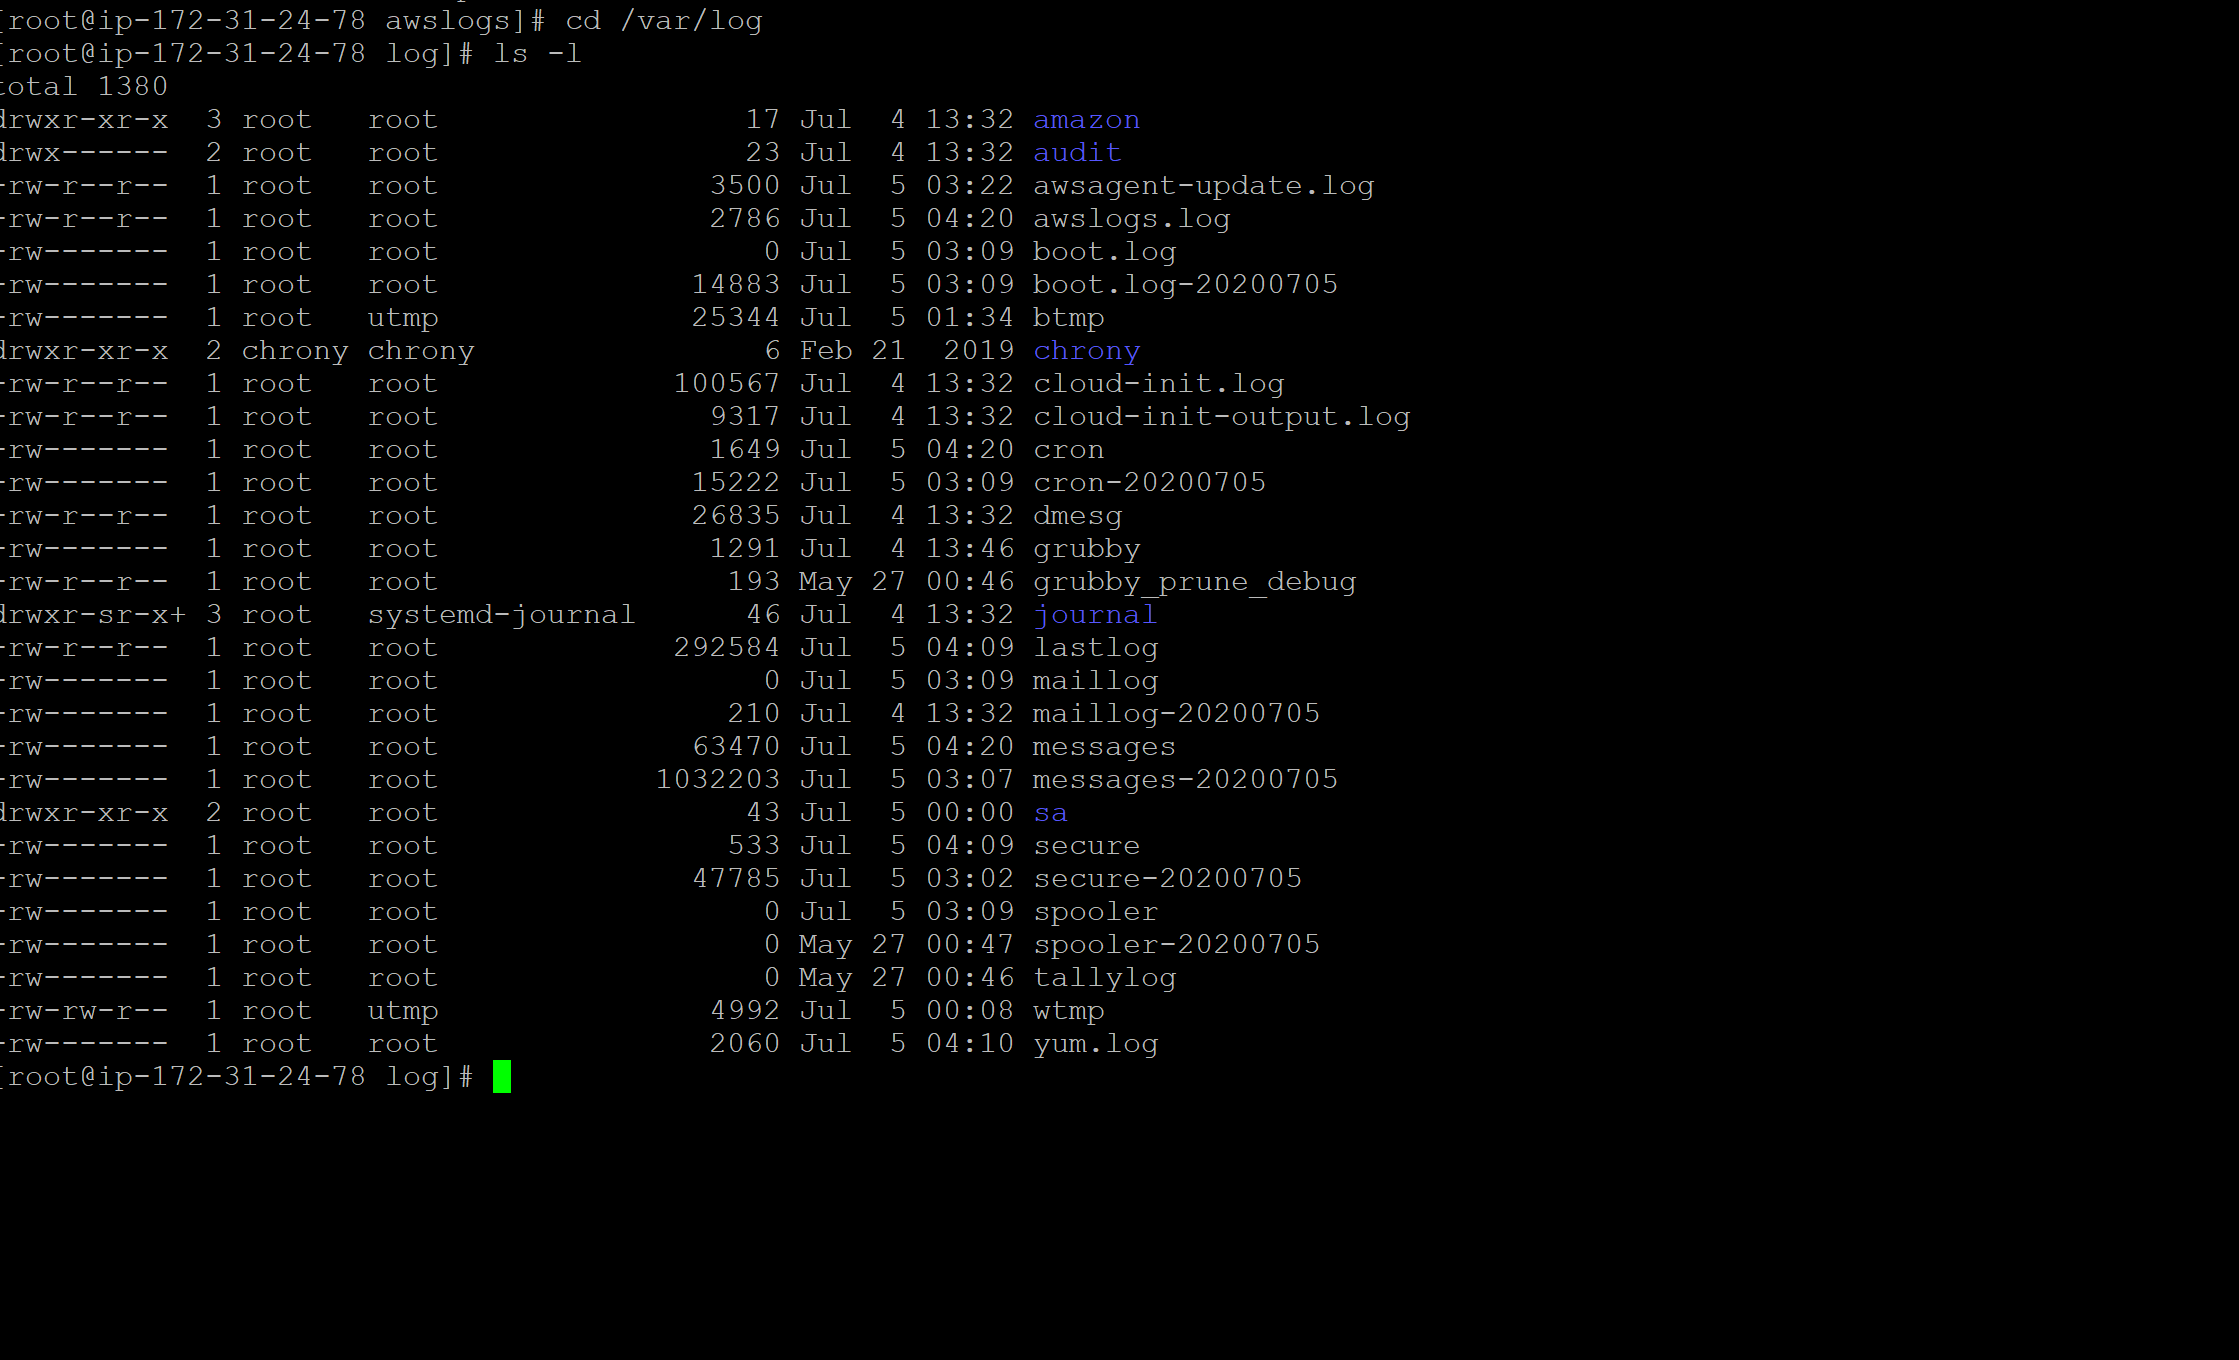 [root@ip-172-31-24-78 awslogs]# cd /var/log
[root@ip-172-31-24-78 log]# ls -l
total 1380
drwxr-xr-x  3 root   root                 17 Jul  4 13:32 amazon
drwx------  2 root   root                 23 Jul  4 13:32 audit
-rw-r--r--  1 root   root               3500 Jul  5 03:22 awsagent-update.log
-rw-r--r--  1 root   root               2786 Jul  5 04:20 awslogs.log
-rw-------  1 root   root                  0 Jul  5 03:09 boot.log
-rw-------  1 root   root              14883 Jul  5 03:09 boot.log-20200705
-rw-------  1 root   utmp              25344 Jul  5 01:34 btmp
drwxr-xr-x  2 chrony chrony                6 Feb 21  2019 chrony
-rw-r--r--  1 root   root             100567 Jul  4 13:32 cloud-init.log
-rw-r--r--  1 root   root               9317 Jul  4 13:32 cloud-init-output.log
-rw-------  1 root   root               1649 Jul  5 04:20 cron
-rw-------  1 root   root              15222 Jul  5 03:09 cron-20200705
-rw-r--r--  1 root   root              26835 Jul  4 13:32 dmesg
-rw-------  1 root   root               1291 Jul  4 13:46 grubby
-rw-r--r--  1 root   root                193 May 27 00:46 grubby_prune_debug
drwxr-sr-x+ 3 root   systemd-journal      46 Jul  4 13:32 journal
-rw-r--r--  1 root   root             292584 Jul  5 04:09 lastlog
-rw-------  1 root   root                  0 Jul  5 03:09 maillog
-rw-------  1 root   root                210 Jul  4 13:32 maillog-20200705
-rw-------  1 root   root              63470 Jul  5 04:20 messages
-rw-------  1 root   root            1032203 Jul  5 03:07 messages-20200705
drwxr-xr-x  2 root   root                 43 Jul  5 00:00 sa
-rw-------  1 root   root                533 Jul  5 04:09 secure
-rw-------  1 root   root              47785 Jul  5 03:02 secure-20200705
-rw-------  1 root   root                  0 Jul  5 03:09 spooler
-rw-------  1 root   root                  0 May 27 00:47 spooler-20200705
-rw-------  1 root   root                  0 May 27 00:46 tallylog
-rw-rw-r--  1 root   utmp               4992 Jul  5 00:08 wtmp
-rw-------  1 root   root               2060 Jul  5 04:10 yum.log
[root@ip-172-31-24-78 log]#